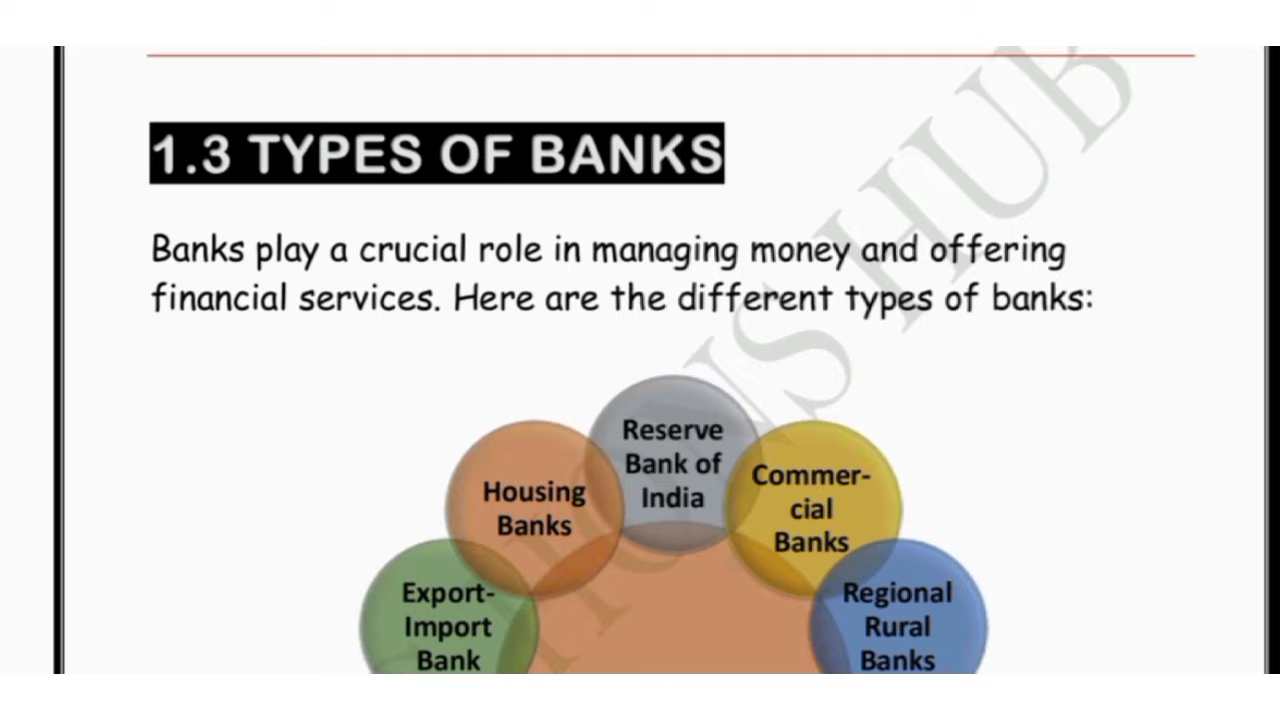 1.3 TYPES OF BANKS
Banks play a crucial role in managing money and offering
financial services. Here are the different types of banks:
Reserve
Bank of
India
Housing
Banks
Commer-
cial
Banks
Export-
Import
Bank
Regional
Rural
Banks
HUB